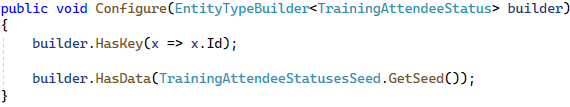 public void Configure(EntityTypeBuilder<TrainingAttendeeStatus> builder)
{
    builder.HasKey(x => x.Id);

    builder.HasData(TrainingAttendeeStatusesSeed.GetSeed());
}